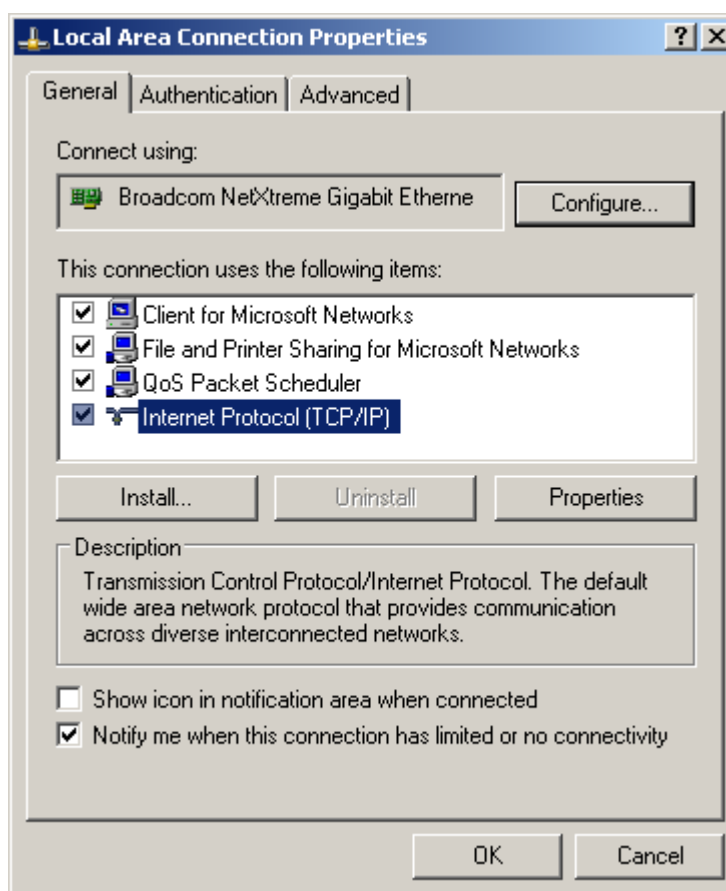 Local Area Connection Properties
General Authentication Advanced
Connect using:
Broadcom NetXtreme Gigabit Etherne
Configure...
This connection uses the following items:
Client for Microsoft Networks
File and Printer Sharing for Microsoft Networks
QoS Packet Scheduler
Internet Protocol (TCP/IP)
Install... Uninstall Properties
Description
Transmission Control Protocol/Internet Protocol. The default
wide area network protocol that provides communication
across diverse interconnected networks.
Show icon in notification area when connected
Notify me when this connection has limited or no connectivity
OK Cancel